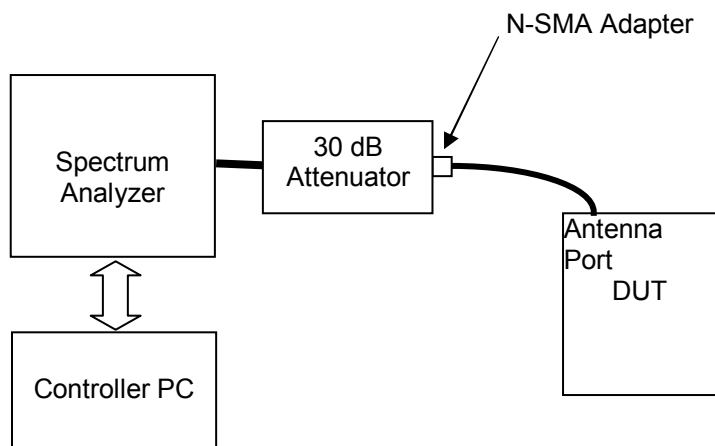 N-SMA Adapter
30 dB
Attenuator
Spectrum
Analyzer
Antenna
Port
DUT
Controller PC